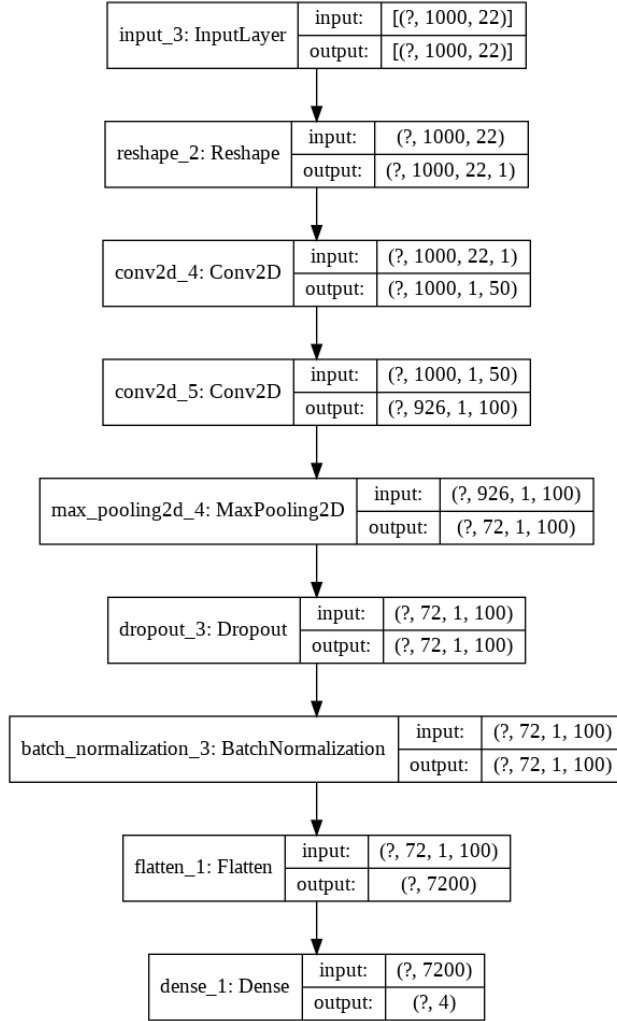 input_3: InputLayer
input: [(?, 1000, 22)]
output: [(?, 1000, 22)]
reshape_2: Reshape
input: (?, 1000, 22)
output: (?, 1000, 22, 1)
conv2d_4: Conv2D
input: (?, 1000, 22, 1)
output: (?, 1000, 1, 50)
conv2d_5: Conv2D
input: (?, 1000, 1, 50)
output: (?, 926, 1, 100)
max_pooling2d_4: MaxPooling2D
input: (?, 926, 1, 100)
output: (?, 72, 1, 100)
dropout_3: Dropout
input: (?, 72, 1, 100)
output: (?, 72, 1, 100)
batch_normalization_3: BatchNormalization
input: (?, 72, 1, 100)
output: (?, 72, 1, 100)
flatten_1: Flatten
input: (?, 72, 1, 100)
output: (?, 7200)
dense_1: Dense
input: (?, 7200)
output: (?, 4)